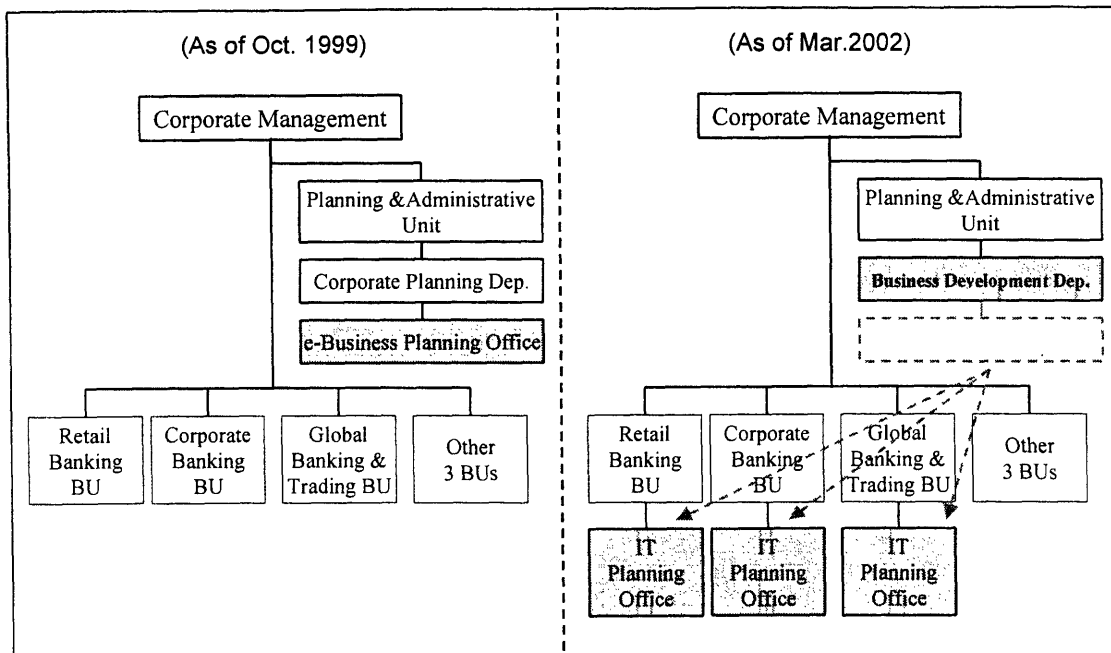 (As of Oct. 1999)
Corporate Management
Planning &Administrative
Unit
Corporate Planning Dep.
e-Business Planning Office
Retail
Banking
BU
Corporate
Banking
BU
Global
Banking &
Trading BU
Other
3 BUs
(As of Mar.2002)
Corporate Management
Planning &Administrative
Unit
Business Development Dep.
Retail
Banking
BU
Corporate
Banking
BU
Global
Banking &
Trading BU
Other
3 BUs
IT
Planning
Office
IT
Planning
Office
IT
Planning
Office